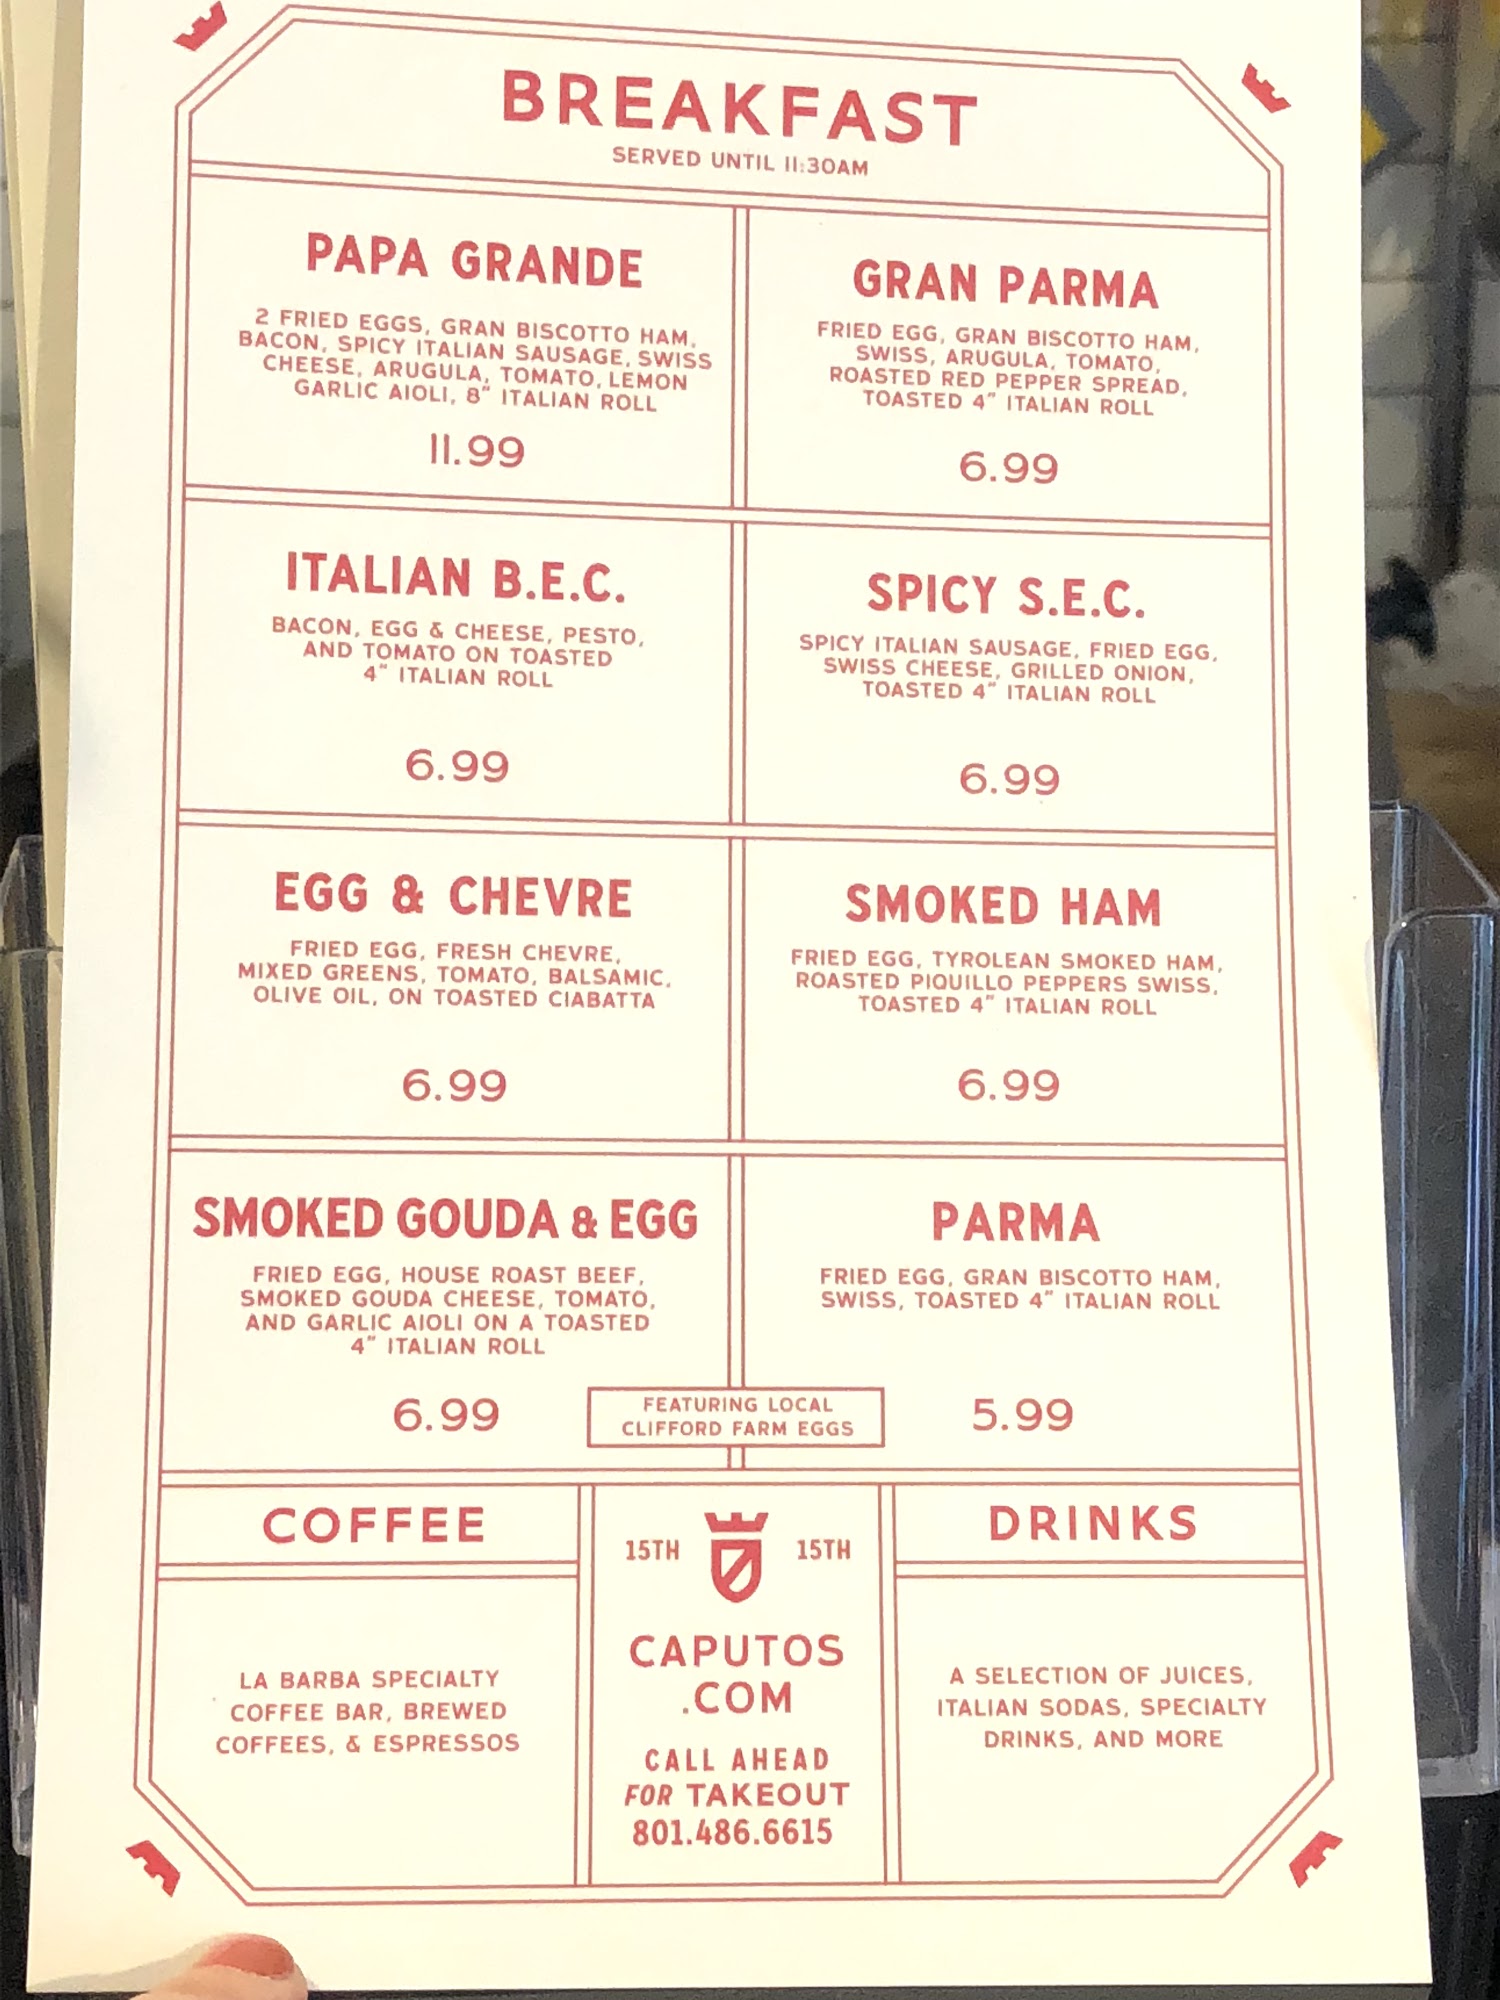 BREAKFAST
SERVED UNTIL 11:30AM
PAPA GRANDE
2 FRIED EGGS, GRAN BISCOTTO HAM,
BACON, SPICY ITALIAN SAUSAGE, SWISS
CHEESE, ARUGULA, TOMATO, LEMON
GARLIC AIOLI, 8" ITALIAN ROLL
11.99
GRAN PARMA
FRIED EGG, GRAN BISCOTTO HAM,
SWISS, ARUGULA, TOMATO,
ROASTED RED PEPPER SPREAD,
TOASTED 4" ITALIAN ROLL
6.99
ITALIAN B.E.C.
BACON, EGG & CHEESE, PESTO,
AND TOMATO ON TOASTED
4" ITALIAN ROLL
6.99
SPICY S.E.C.
SPICY ITALIAN SAUSAGE, FRIED EGG,
SWISS CHEESE, GRILLED ONION,
TOASTED 4" ITALIAN ROLL
6.99
EGG & CHEVRE
FRIED EGG, FRESH CHEVRE,
MIXED GREENS, TOMATO, BALSAMIC,
OLIVE OIL, ON TOASTED CIABATTA
6.99
SMOKED HAM
FRIED EGG, TYROLEAN SMOKED HAM,
ROASTED PIQUILLO PEPPERS SWISS,
TOASTED 4" ITALIAN ROLL
6.99
SMOKED GOUDA & EGG
FRIED EGG, HOUSE ROAST BEEF,
SMOKED GOUDA CHEESE, TOMATO,
AND GARLIC AIOLI ON A TOASTED
4" ITALIAN ROLL
6.99
PARMA
FRIED EGG, GRAN BISCOTTO HAM,
SWISS, TOASTED 4" ITALIAN ROLL
5.99
FEATURING LOCAL
CLIFFORD FARM EGGS
COFFEE
LA BARBA SPECIALTY
COFFEE BAR, BREWED
COFFEES, & ESPRESSOS
15TH 15TH
CAPUTOS
.COM
CALL AHEAD
FOR TAKEOUT
801.486.6615
DRINKS
A SELECTION OF JUICES,
ITALIAN SODAS, SPECIALTY
DRINKS, AND MORE